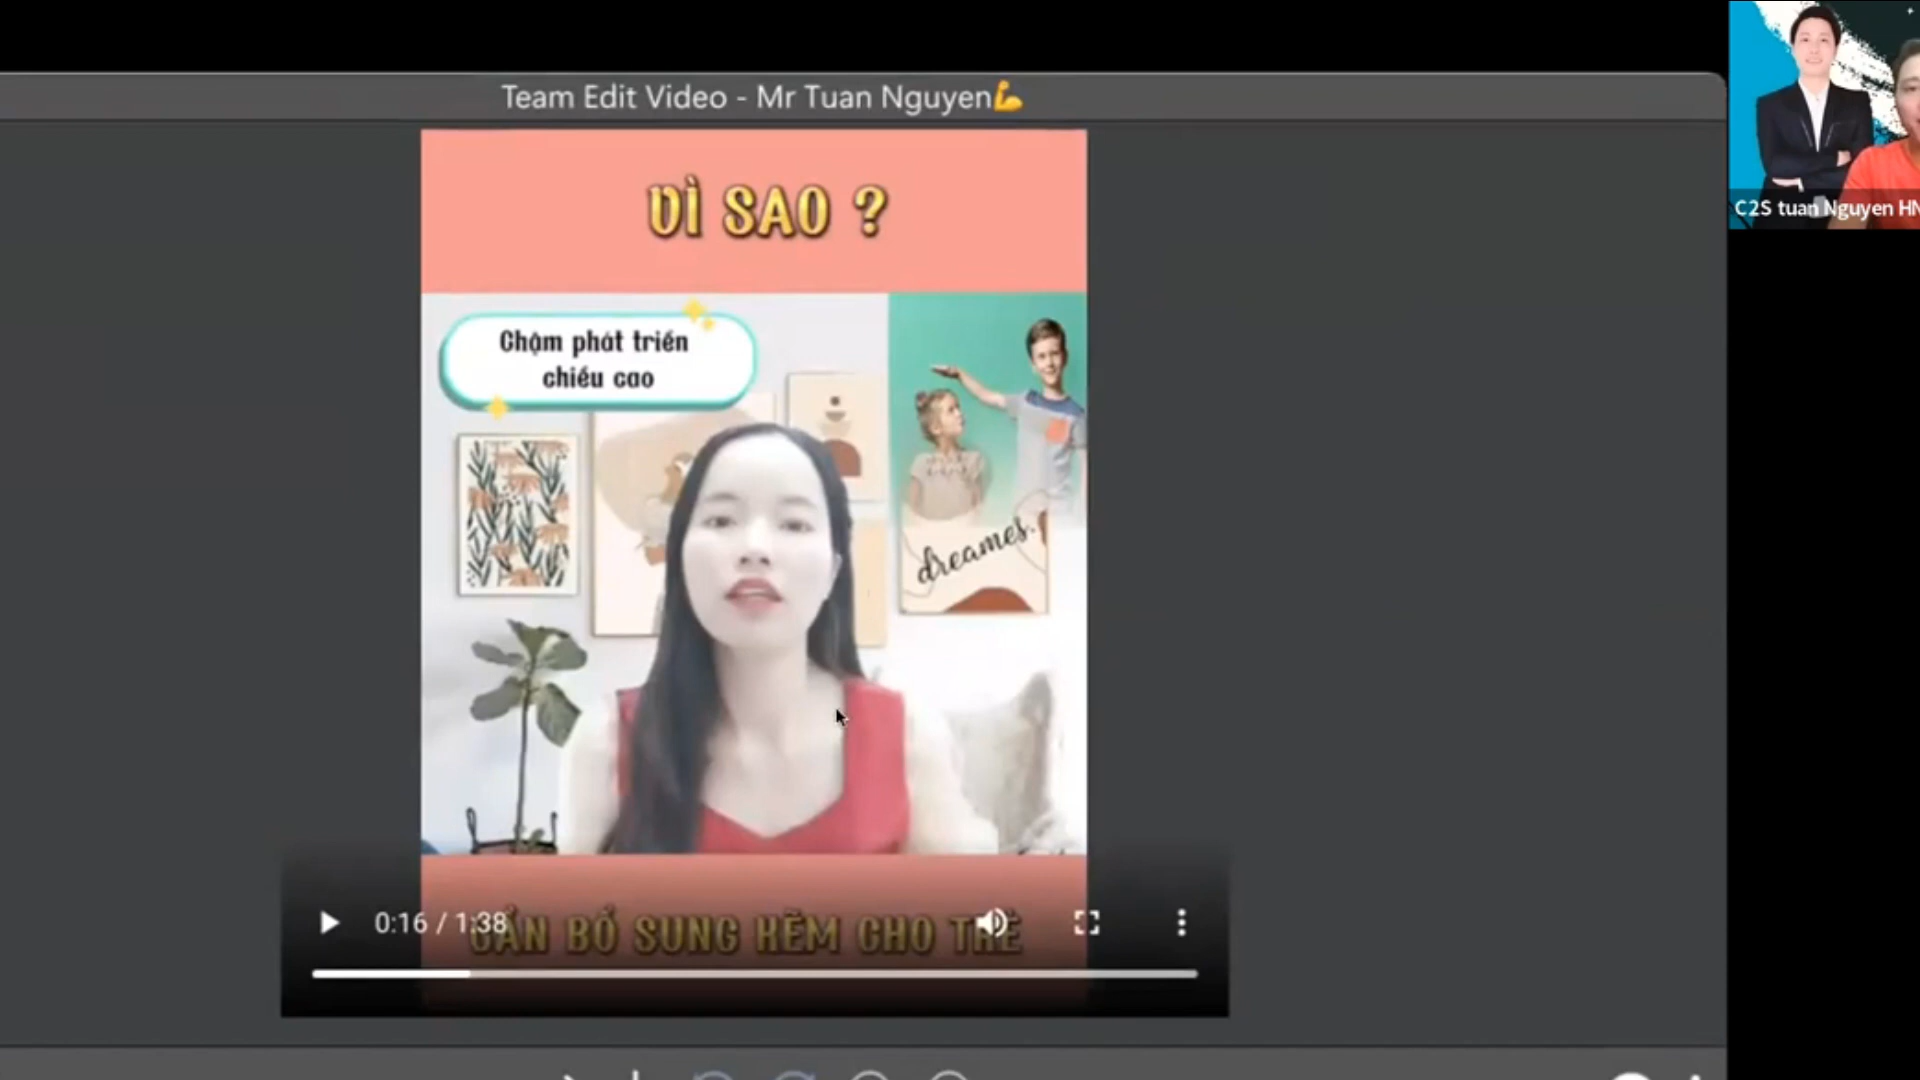 Team Edit Video - Mr Tuan Nguyen💪
VÌ SAO ?
Chậm phát triển
chiều cao
dreames.
0:16 / 1:38
CẦN BỔ SUNG KẼM CHO TRẺ
C2S tuan Nguyen HN